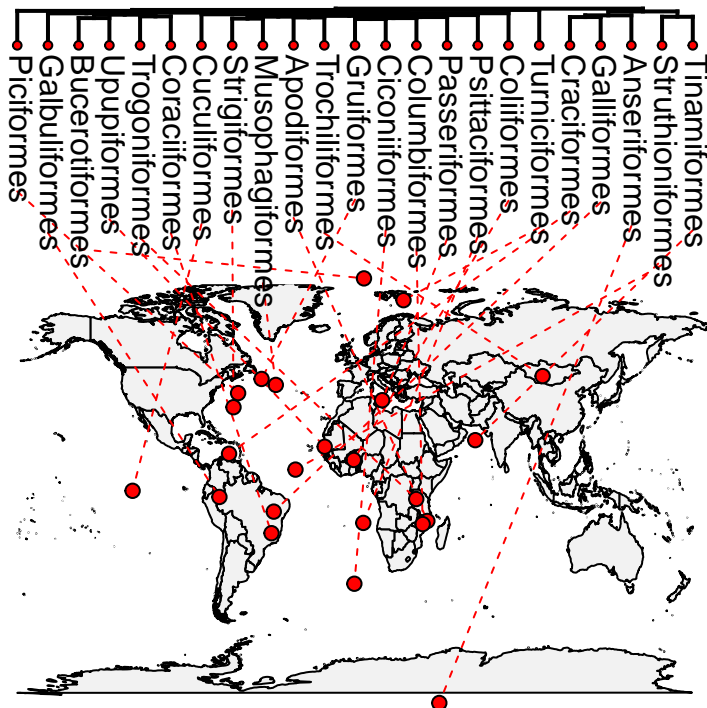 Piciformes
Galbuliformes
Bucerotiformes
Upupiformes
Trogoniformes
Coraciiformes
Cuculiformes
Strigiformes
Musophagiformes
Apodiformes
Trochiliformes
Gruiformes
Ciconiiformes
Columbiformes
Passeriformes
Psittaciformes
Coliiformes
Turniciformes
Craciformes
Galliformes
Anseriformes
Struthioniformes
Tinamiformes